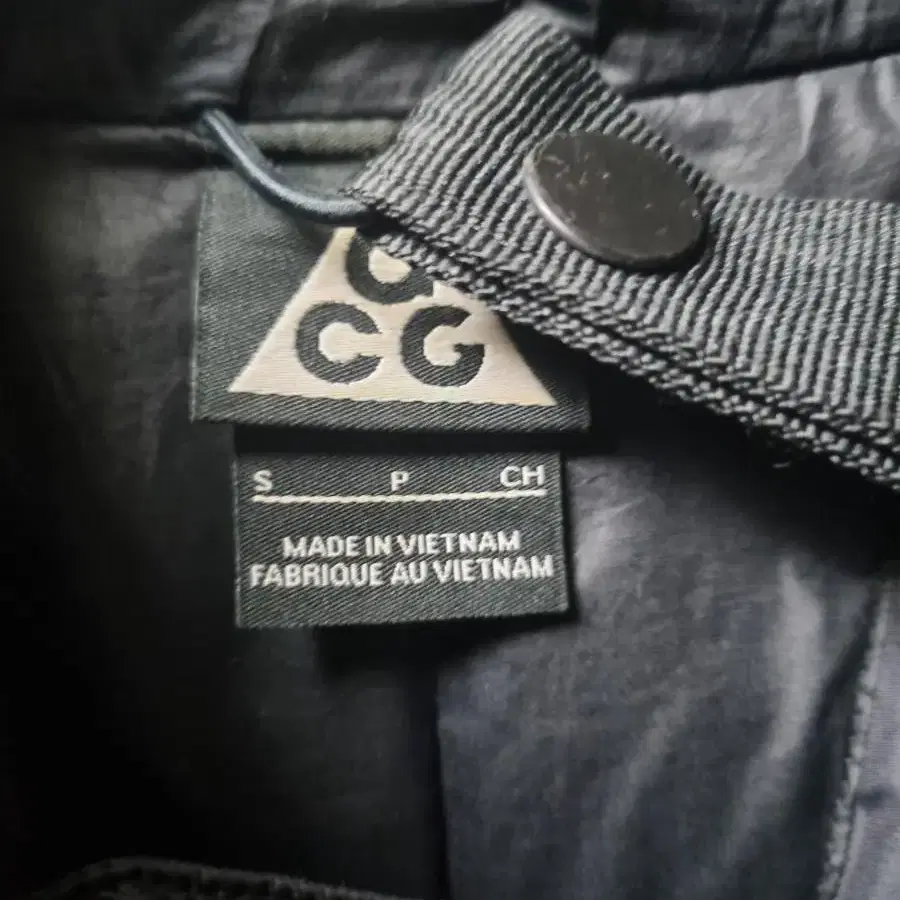 CG
S P CH
MADE IN VIETNAM
FABRIQUE AU VIETNAM